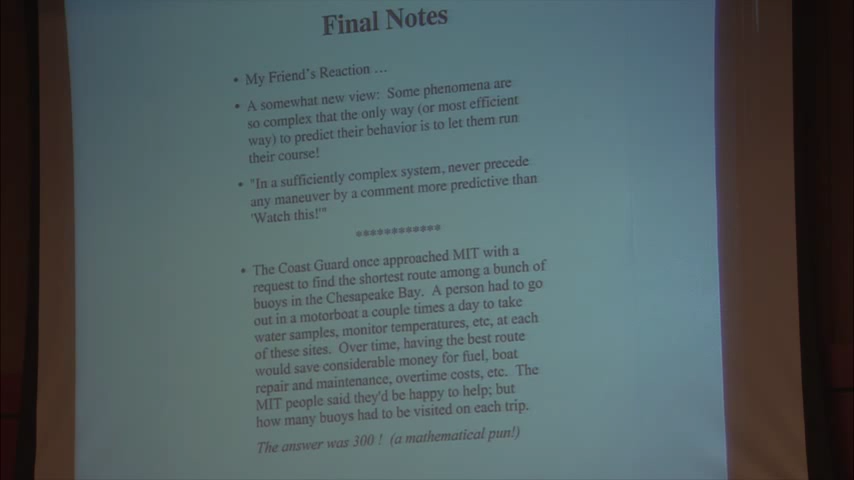 Final Notes
• My Friend's Reaction …
• A somewhat new view: Some phenomena are
so complex that the only way (or most efficient
way) to predict their behavior is to let them run
their course!
• "In a sufficiently complex system, never precede
any maneuver by a comment more predictive than
'Watch this!'"
************
• The Coast Guard once approached MIT with a
request to find the shortest route among a bunch of
buoys in the Chesapeake Bay. A person had to go
out in a motorboat a couple times a day to take
water samples, monitor temperatures, etc, at each
of these sites. Over time, having the best route
would save considerable money for fuel, boat
repair and maintenance, overtime costs, etc. The
MIT people said they'd be happy to help; but
how many buoys had to be visited on each trip.
The answer was 300 ! (a mathematical pun!)